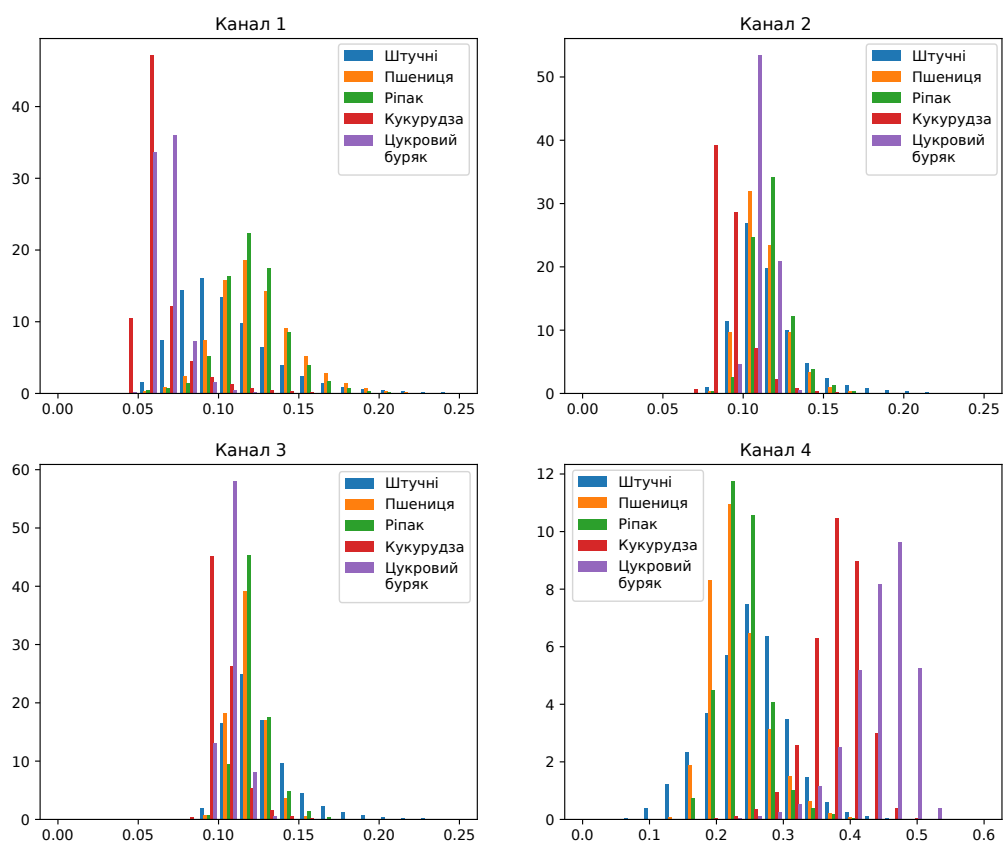 Канал 1
Штучні
Пшениця
Ріпак
Кукурудза
Цукровий
буряк
40
30
20
10
0
0.00 0.05 0.10 0.15 0.20 0.25
Канал 2
Штучні
Пшениця
Ріпак
Кукурудза
Цукровий
буряк
50
40
30
20
10
0
0.00 0.05 0.10 0.15 0.20 0.25
Канал 3
Штучні
Пшениця
Ріпак
Кукурудза
Цукровий
буряк
60
50
40
30
20
10
0
0.00 0.05 0.10 0.15 0.20 0.25
Канал 4
Штучні
Пшениця
Ріпак
Кукурудза
Цукровий
буряк
12
10
8
6
4
2
0
0.0 0.1 0.2 0.3 0.4 0.5 0.6